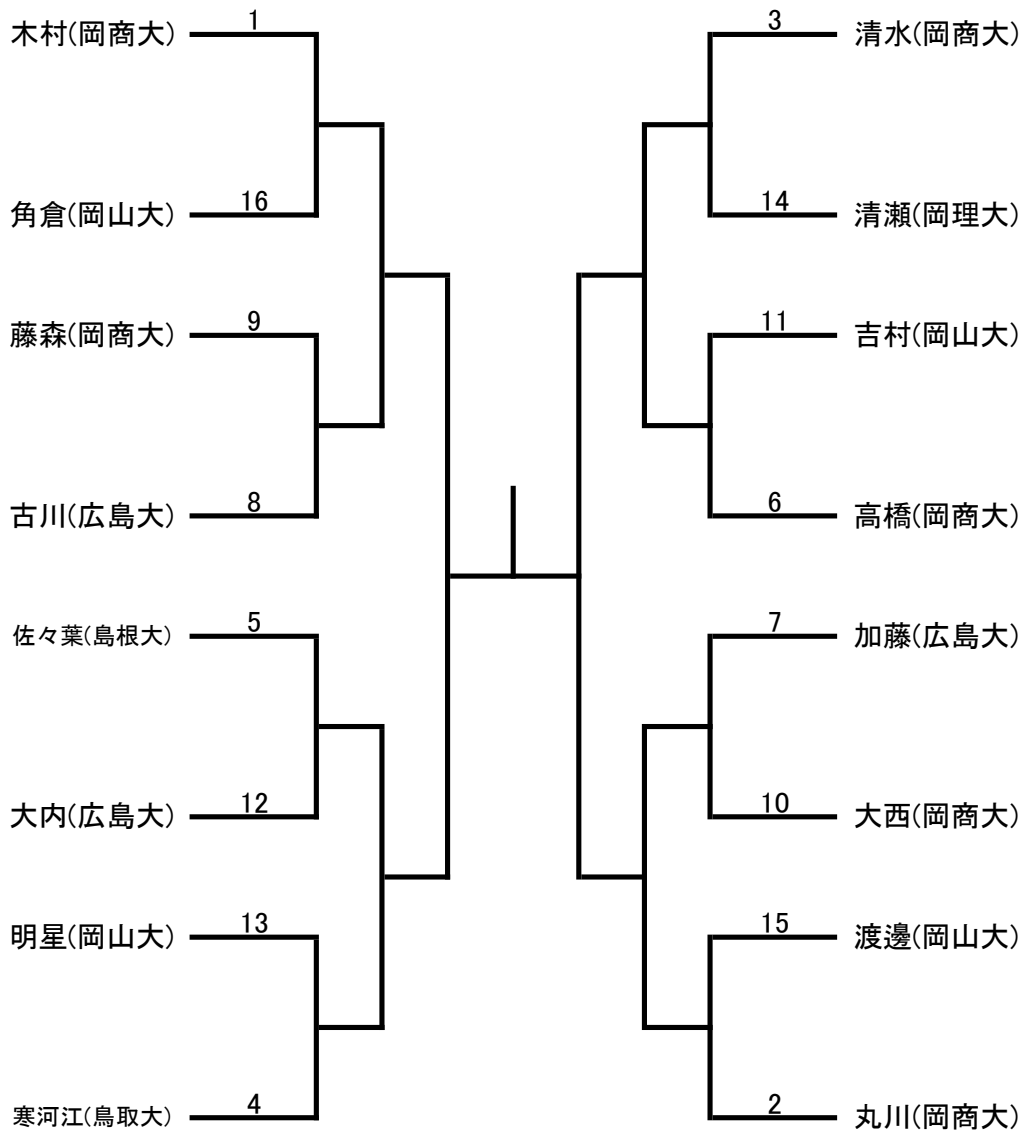 木村(岡商大) 1 3 清水(岡商大)
角倉(岡山大) 16 14 清瀬(岡理大)
藤森(岡商大) 9 11 吉村(岡山大)
古川(広島大) 8 6 高橋(岡商大)
佐々葉(島根大) 5 7 加藤(広島大)
大内(広島大) 12 10 大西(岡商大)
明星(岡山大) 13 15 渡邊(岡山大)
寒河江(鳥取大) 4 2 丸川(岡商大)